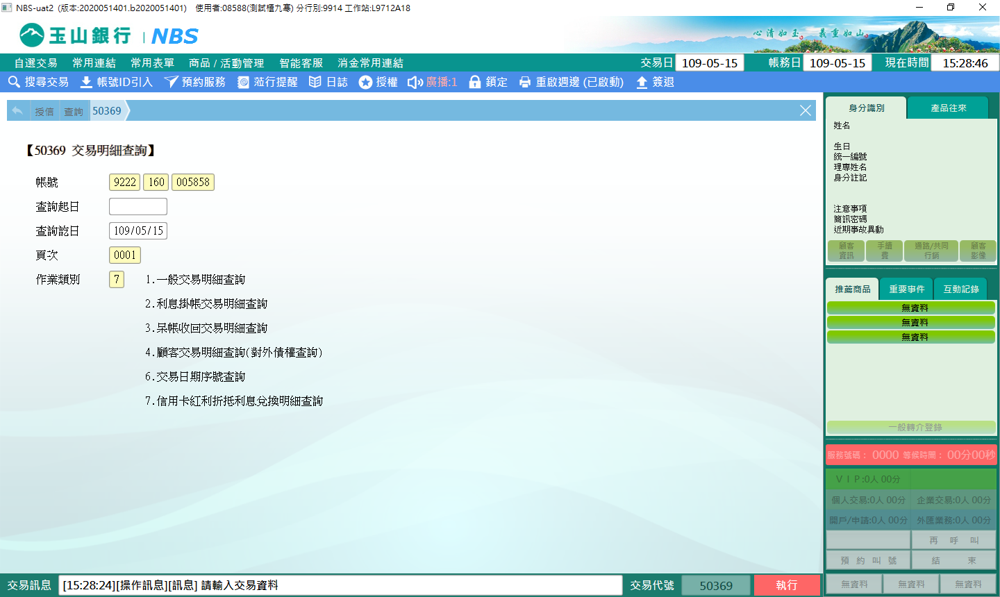 NBS-uat2 (版本:2020051401.b2020051401) 使用者:08588(測試櫃九寒) 分行別:9914 工作站:L9712A18
玉山銀行 NBS
心清如玉 義重如山
自選交易 常用連結 常用表單 商品 / 活動管理 智能客服 消金常用連結 交易日 109-05-15 帳務日 109-05-15 現在時間 15:28:46
搜尋交易 帳號ID引入 預約服務 蒞行提醒 日誌 授權 廣播:1 鎖定 重啟週邊 (已啟動) 簽退
授信 查詢 50369
【50369 交易明細查詢】
帳號 9222 160 005858
查詢起日
查詢訖日 109/05/15
頁次 0001
作業類別 7 1.一般交易明細查詢
2.利息掛帳交易明細查詢
3.呆帳收回交易明細查詢
4.顧客交易明細查詢(對外債權查詢)
6.交易日期序號查詢
7.信用卡紅利折抵利息兌換明細查詢
身分識別 產品往來
姓名
生日
統一編號
理專姓名
身分註記
注意事項
簡訊密碼
近期事故異動
顧客資訊 手續費 通路/共同行銷 顧客影像
推薦商品 重要事件 互動記錄
無資料
無資料
無資料
一般轉介登錄
服務號碼： 0000 等候時間： 00分00秒
ＶＩＰ:0人 00分
個人交易:0人 00分 企業交易:0人 00分
開戶/申請:0人 00分 外匯業務:0人 00分
再 呼 叫
預 約 叫 號 結 束
無資料 無資料 無資料
交易訊息 [15:28:24][操作訊息][訊息] 請輸入交易資料 交易代號 50369 執行